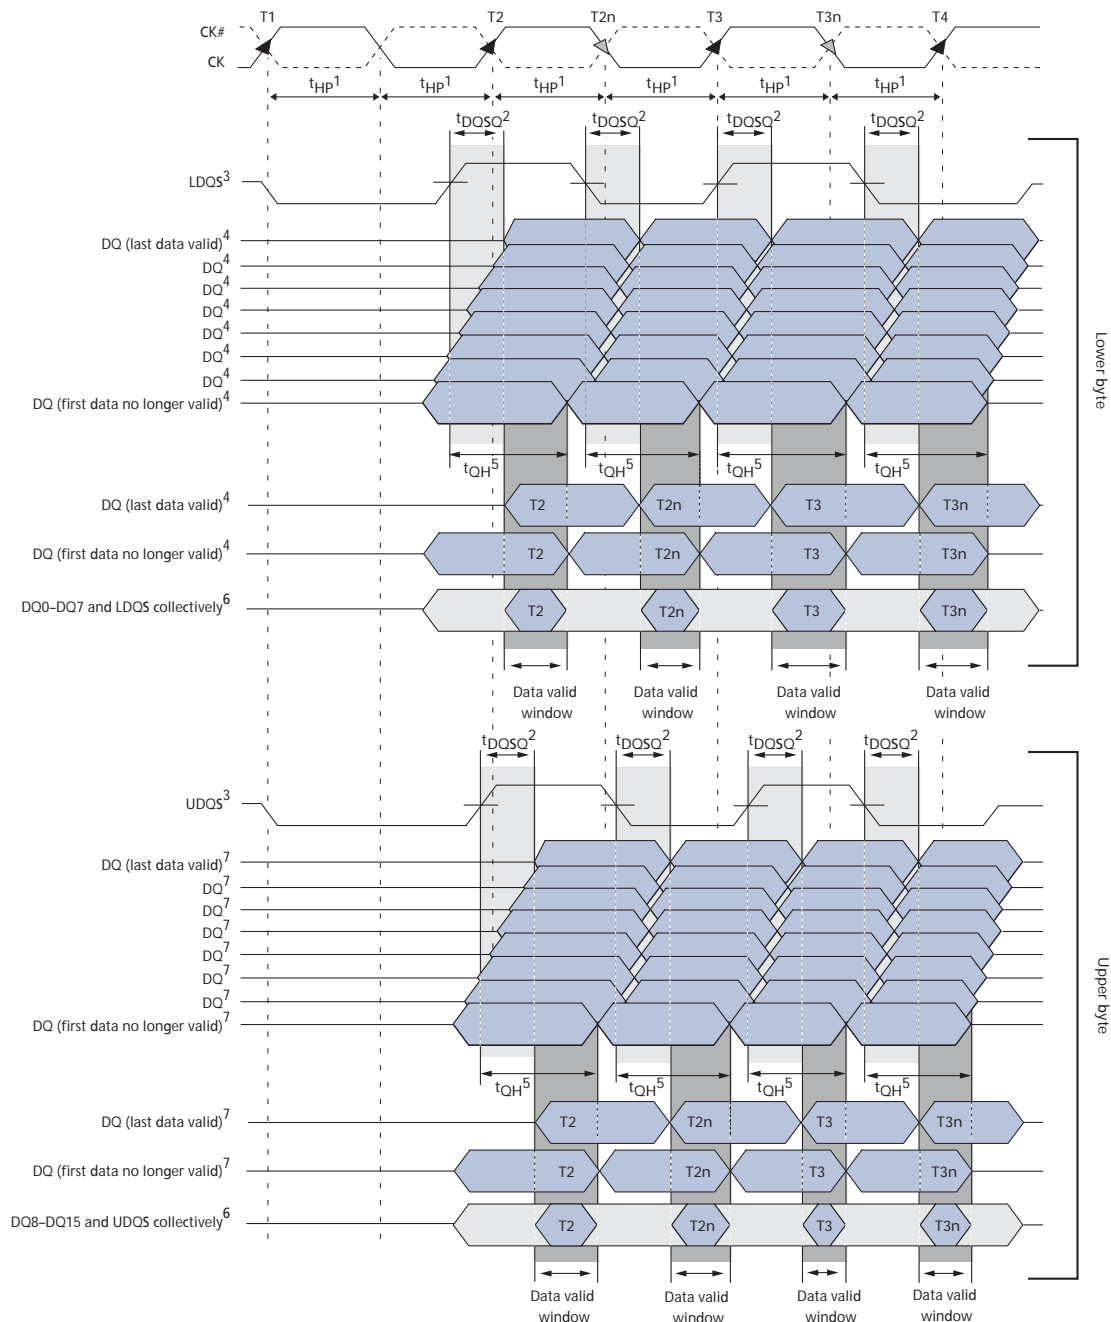 T1 T2 T2n T3 T3n T4
CK#
CK
tHP1 tHP1 tHP1 tHP1 tHP1 tHP1
tDQSQ2 tDQSQ2 tDQSQ2 tDQSQ2
LDQS3
DQ (last data valid)4
DQ4
DQ4
DQ4
DQ4
DQ4
DQ4
DQ (first data no longer valid)4
Lower byte
tQH5 tQH5 tQH5 tQH5
DQ (last data valid)4 T2 T2n T3 T3n
DQ (first data no longer valid)4 T2 T2n T3 T3n
DQ0–DQ7 and LDQS collectively6 T2 T2n T3 T3n
Data valid Data valid Data valid Data valid
window window window window
tDQSQ2 tDQSQ2 tDQSQ2 tDQSQ2
UDQS3
DQ (last data valid)7
DQ7
DQ7
DQ7
DQ7
DQ7
DQ7
DQ (first data no longer valid)7
Upper byte
tQH5 tQH5 tQH5 tQH5
DQ (last data valid)7 T2 T2n T3 T3n
DQ (first data no longer valid)7 T2 T2n T3 T3n
DQ8–DQ15 and UDQS collectively6 T2 T2n T3 T3n
Data valid Data valid Data valid Data valid
window window window window